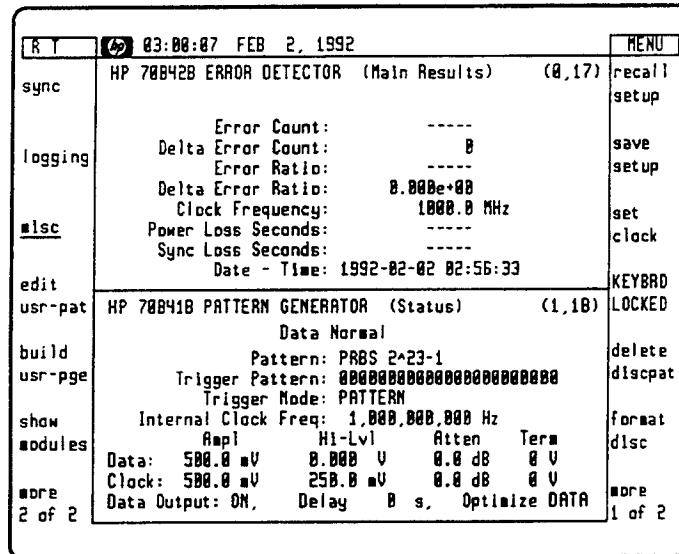 R T
sync
logging
misc
edit
usr-pat
build
usr-pge
show
modules
more
2 of 2
hp 03:00:07 FEB 2, 1992
HP 70842B ERROR DETECTOR (Main Results) (0,17)
Error Count: -----
Delta Error Count: 0
Error Ratio: -----
Delta Error Ratio: 0.000e+00
Clock Frequency: 1000.0 MHz
Power Loss Seconds: -----
Sync Loss Seconds: -----
Date - Time: 1992-02-02 02:56:33
HP 70841B PATTERN GENERATOR (Status) (1,18)
Data Normal
Pattern: PRBS 2^23-1
Trigger Pattern: 00000000000000000000000
Trigger Mode: PATTERN
Internal Clock Freq: 1,000,000,000 Hz
Ampl Hi-Lvl Atten Term
Data: 500.0 mV 0.000 V 0.0 dB 0 V
Clock: 500.0 mV 250.0 mV 0.0 dB 0 V
Data Output: ON, Delay 0 s, Optimize DATA
MENU
recall
setup
save
setup
set
clock
KEYBRD
LOCKED
delete
discpat
format
disc
more
1 of 2